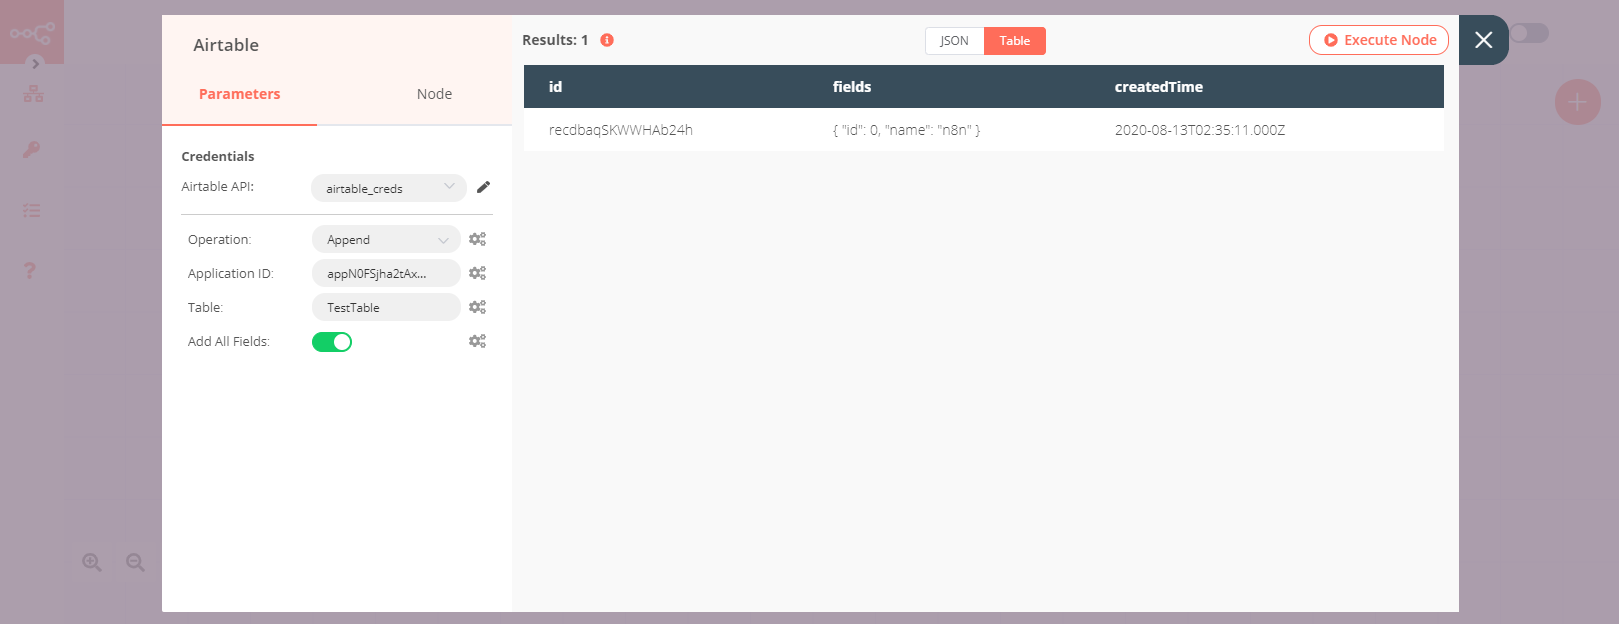 Airtable
Parameters
Node
Credentials
Airtable API:
airtable_creds
Operation:
Append
Application ID:
appN0FSjha2tAx...
Table:
TestTable
Add All Fields:
Results: 1
JSON
Table
Execute Node
id fields createdTime
recdbaqSKWWHAb24h { "id": 0, "name": "n8n" } 2020-08-13T02:35:11.000Z